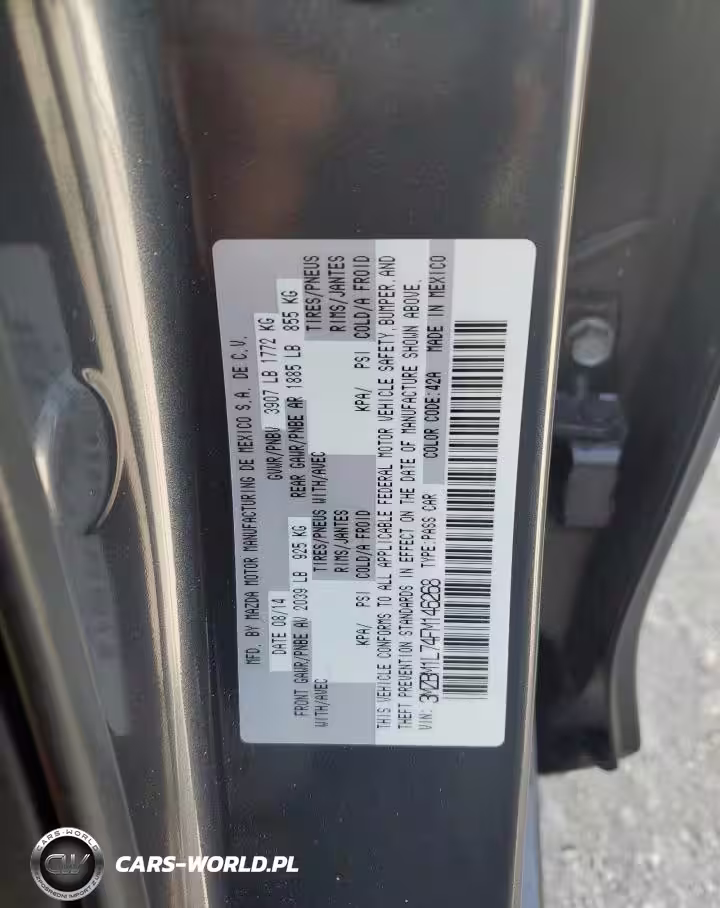 MFD. BY MAZDA MOTOR MANUFACTURING DE MEXICO S.A. DE C.V.
DATE 08/14 GVWR/PNBV 3907 LB 1772 KG
FRONT GAWR/PNBE AV 2039 LB 925 KG REAR GAWR/PNBE AR 1885 LB 855 KG
WITH/AVEC TIRES/PNEUS WITH/AVEC TIRES/PNEUS
RIMS/JANTES RIMS/JANTES
KPA/ PSI COLD/A FROID KPA/ PSI COLD/A FROID
THIS VEHICLE CONFORMS TO ALL APPLICABLE FEDERAL MOTOR VEHICLE SAFETY, BUMPER, AND
THEFT PREVENTION STANDARDS IN EFFECT ON THE DATE OF MANUFACTURE SHOWN ABOVE.
VIN: 3MZBM1L74FM146268 TYPE:PASS CAR COLOR CODE:42A MADE IN MEXICO
CARS-WORLD
CW
CARS-WORLD.PL